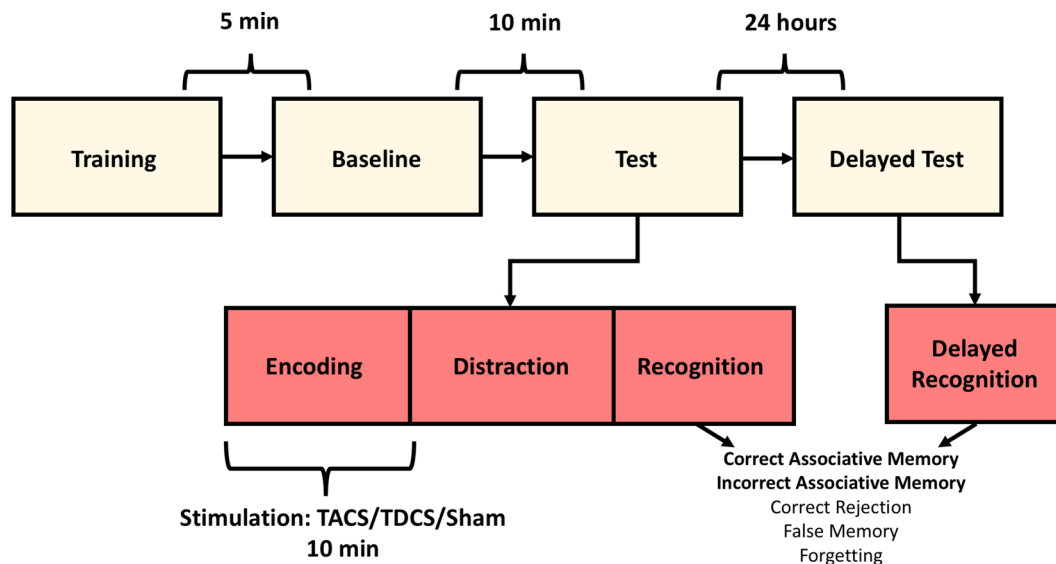 5 min
10 min
24 hours
Training
Baseline
Test
Delayed Test
Encoding
Distraction
Recognition
Delayed
Recognition
Stimulation: TACS/TDCS/Sham
10 min
Correct Associative Memory
Incorrect Associative Memory
Correct Rejection
False Memory
Forgetting